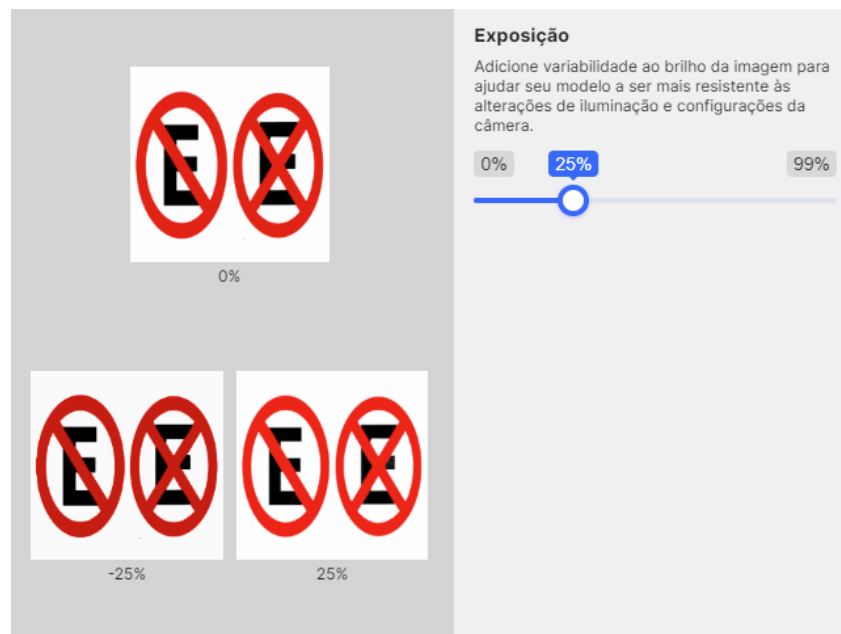 E E
0%
E E
E E
-25%
25%
Exposição
Adicione variabilidade ao brilho da imagem para
ajudar seu modelo a ser mais resistente às
alterações de iluminação e configurações da
câmera.
0%
25%
99%